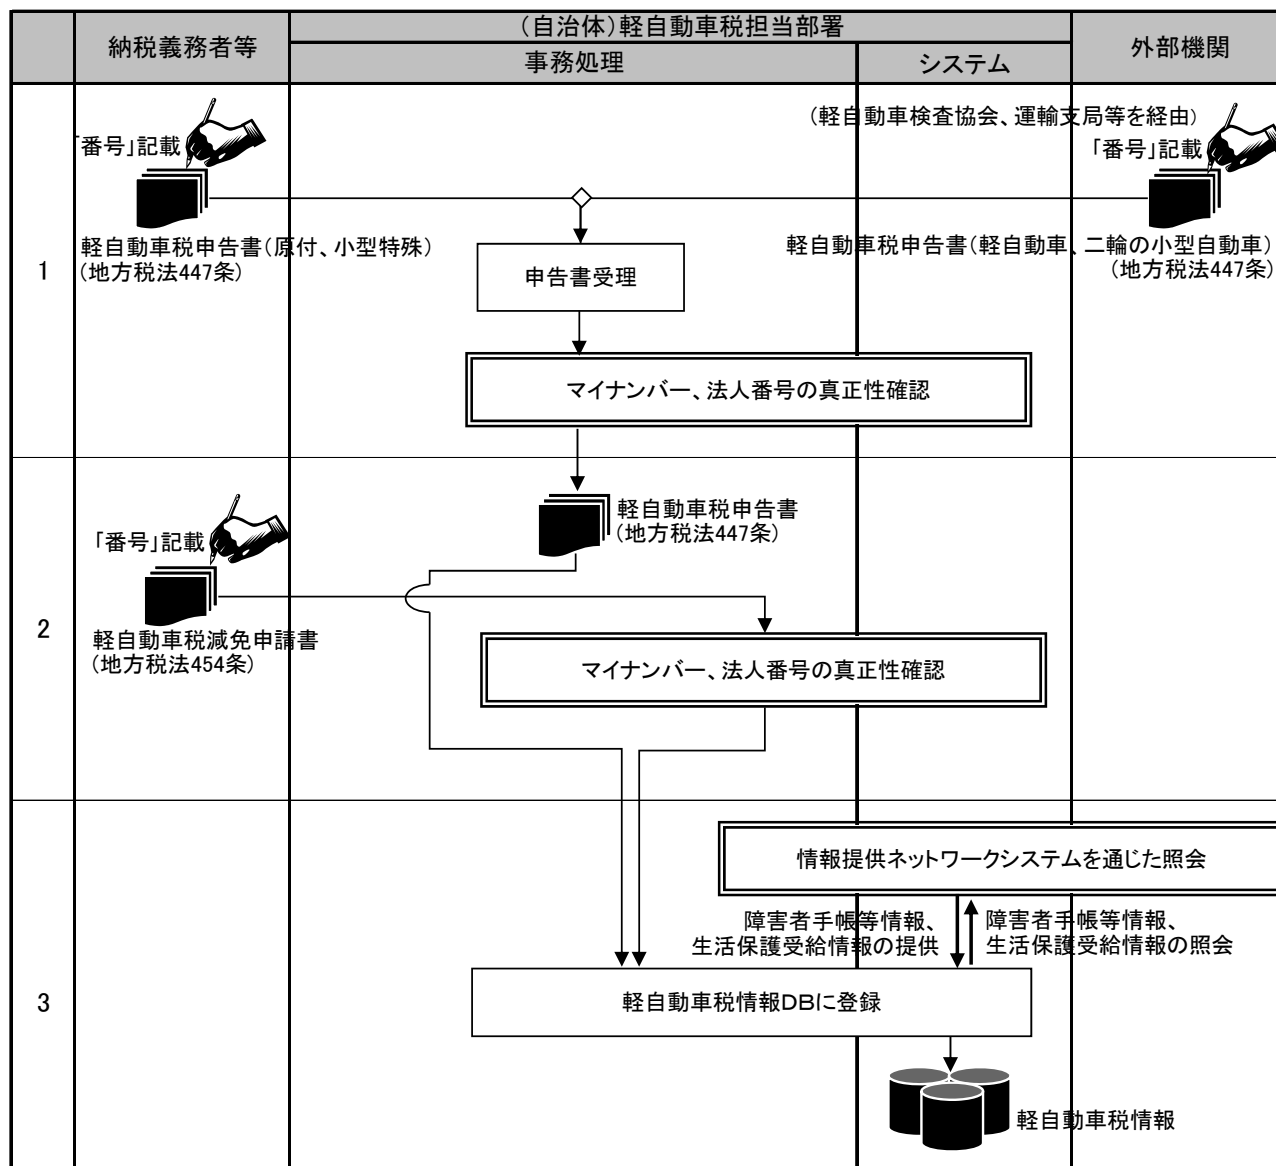 納税義務者等
(自治体)軽自動車税担当部署
事務処理
システム
外部機関
1
「番号」記載
軽自動車税申告書(原付、小型特殊)
(地方税法447条)
(軽自動車検査協会、運輸支局等を経由)
「番号」記載
軽自動車税申告書(軽自動車、二輪の小型自動車)
(地方税法447条)
申告書受理
マイナンバー、法人番号の真正性確認
2
軽自動車税申告書
(地方税法447条)
「番号」記載
軽自動車税減免申請書
(地方税法454条)
マイナンバー、法人番号の真正性確認
3
情報提供ネットワークシステムを通じた照会
障害者手帳等情報、
生活保護受給情報の提供
障害者手帳等情報、
生活保護受給情報の照会
軽自動車税情報DBに登録
軽自動車税情報